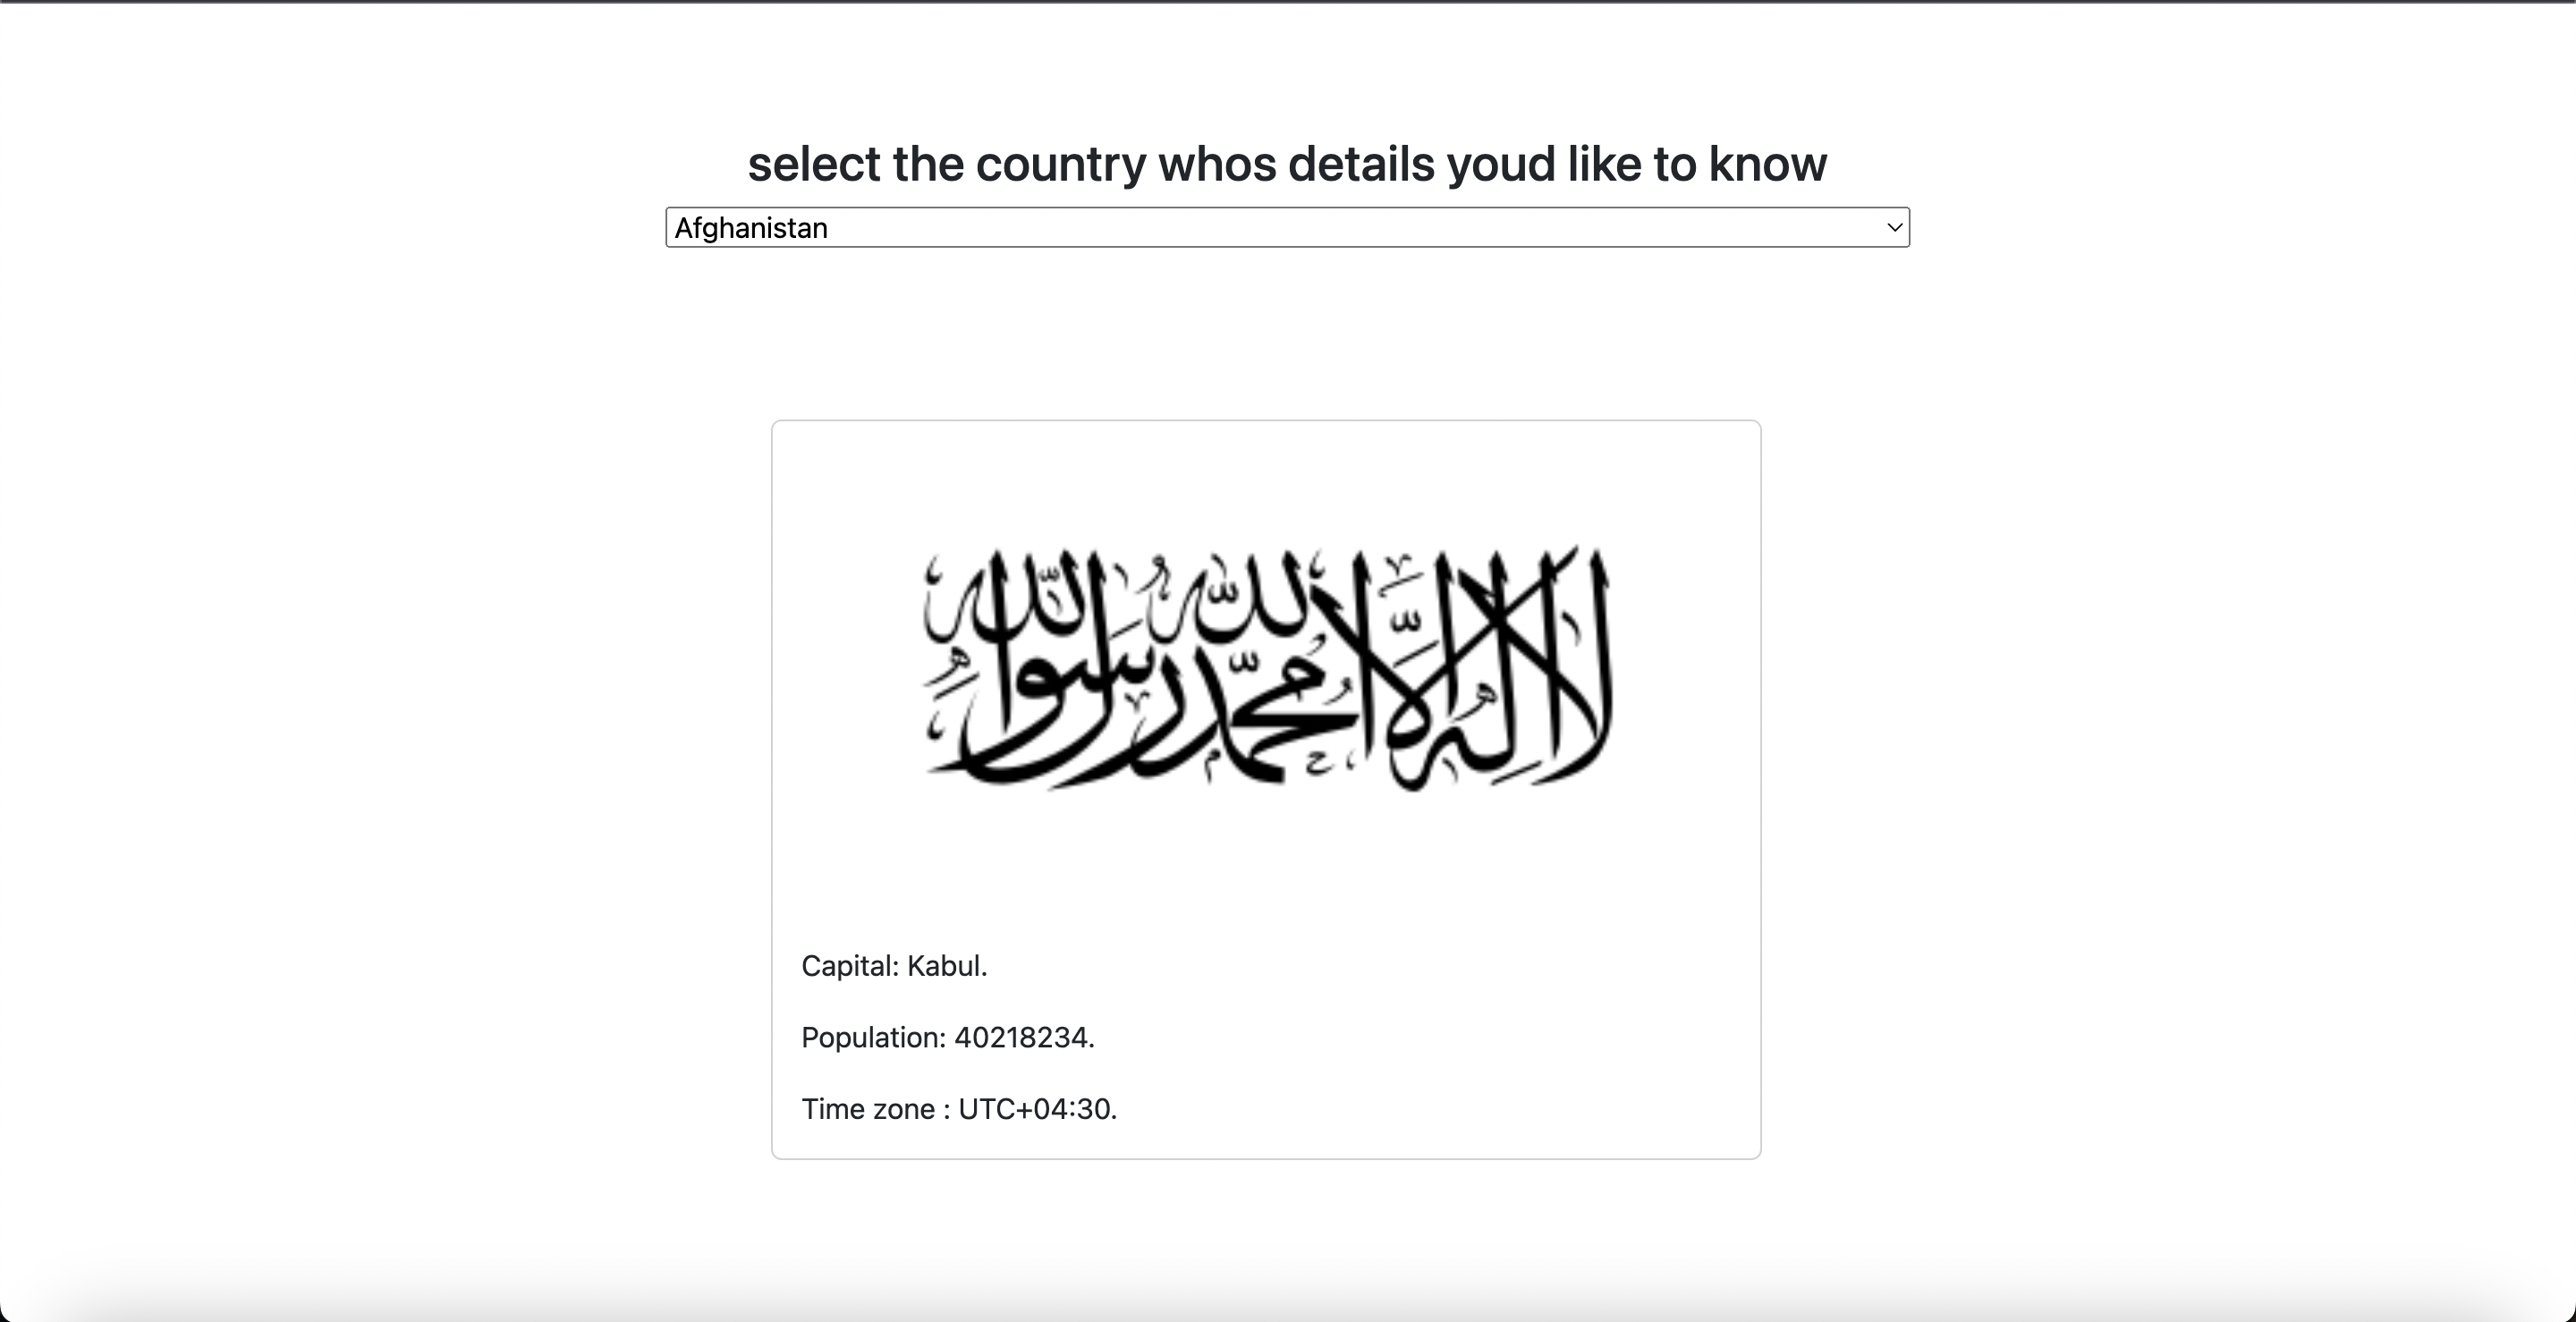 select the country whos details youd like to know
Afghanistan
لا إله إلا الله محمد رسول الله
Capital: Kabul.
Population: 40218234.
Time zone : UTC+04:30.